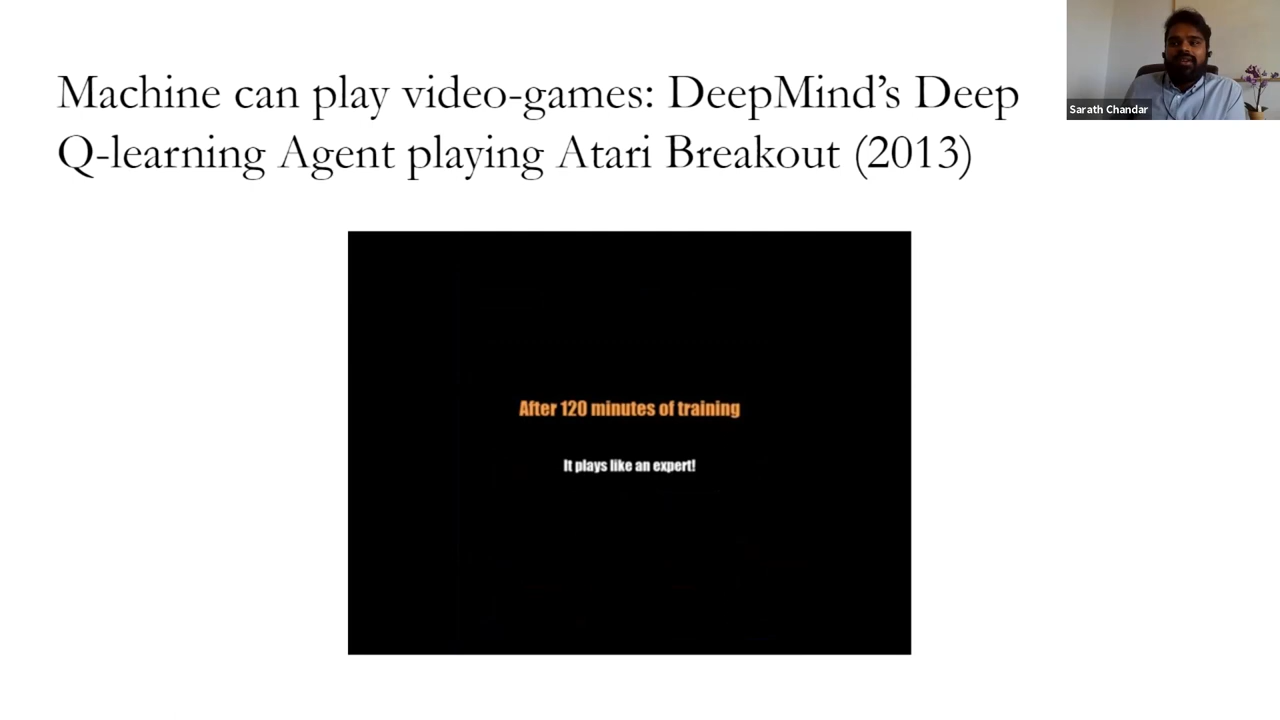 Machine can play video-games: DeepMind’s Deep
Q-learning Agent playing Atari Breakout (2013)
Sarath Chandar
After 120 minutes of training
It plays like an expert!